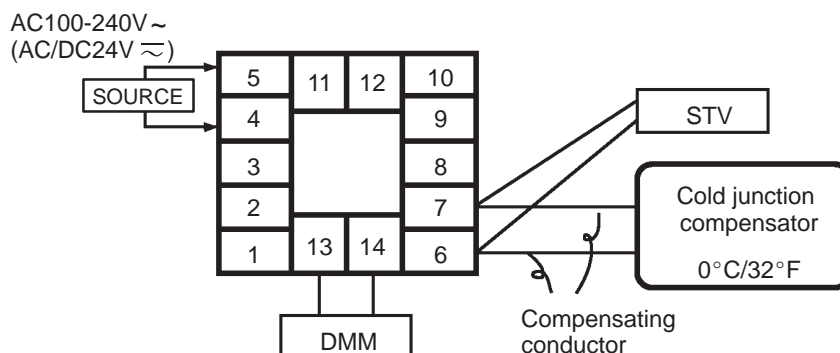 AC100-240V ~
(AC/DC24V ⎓)
SOURCE
5 11 12 10
4 9
3 8
2 7
1 13 14 6
STV
Cold junction
compensator
0°C/32°F
DMM
Compensating
conductor